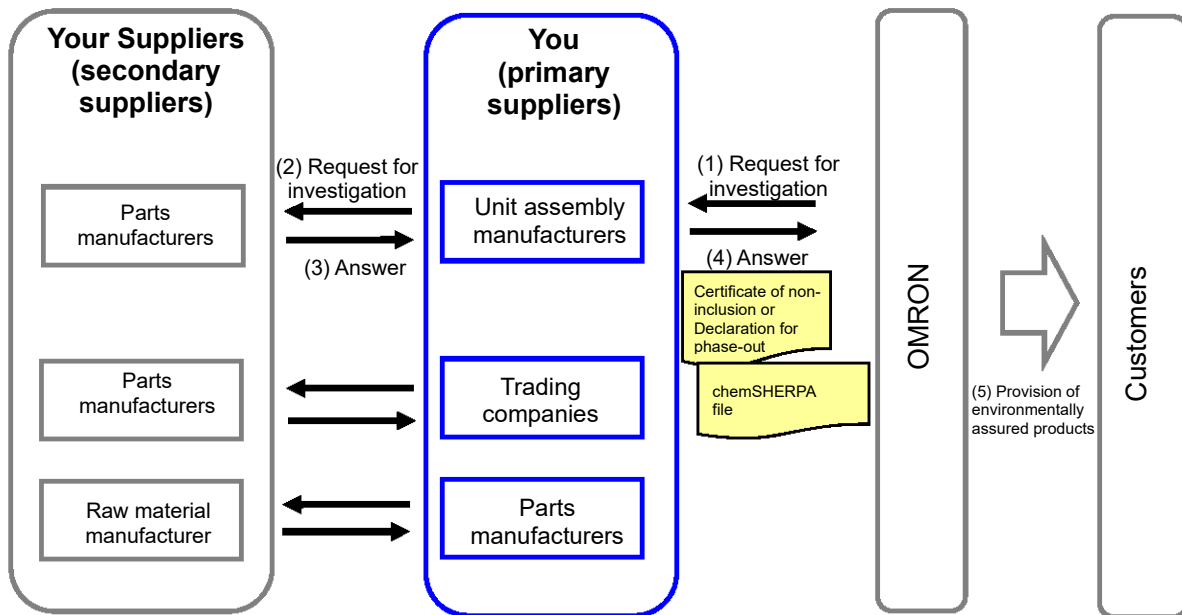 Your Suppliers
(secondary
suppliers)
You
(primary
suppliers)
(2) Request for
investigation
(1) Request for
investigation
Parts
manufacturers
Unit assembly
manufacturers
(3) Answer
(4) Answer
Certificate of non-
inclusion or
Declaration for
phase-out
OMRON
Customers
Parts
manufacturers
Trading
companies
chemSHERPA
file
(5) Provision of
environmentally
assured products
Raw material
manufacturer
Parts
manufacturers